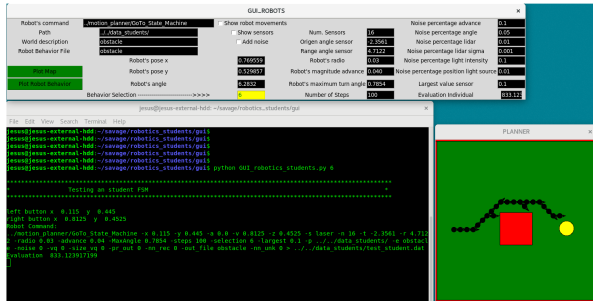 GUI_ROBOTS
Robot's command ../motion_planner/GoTo_State_Machine Show robot movements Noise percentage advance 0.1
Path ../../data_students/ Show sensors Num. Sensors 16 Noise percentage angle 0.05
World description obstacle Add noise Origen angle sensor -2.3561 Noise percentage lidar 0.01
Robot Behavior File obstacle Range angle sensor 4.7122 Noise percentage lidar sigma 0.001
Robot's pose x 0.769559 Robot's radio 0.03 Noise percentage light intensity 0.1
Plot Map Robot's pose y 0.529857 Robot's magnitude advance 0.040 Noise percentage position light source 0.01
Plot Robot Behavior Robot's angle 6.2832 Robot's maximum turn angle 0.7854 Largest value sensor 0.1
Behavior Selection ------------------>>>> 6 Number of Steps 100 Evaluation Individual 833.123
jesus@jesus-external-hdd: ~/savage/robotics_students/gui
File Edit View Search Terminal Help
jesus@jesus-external-hdd:~/savage/robotics_students/gui$
jesus@jesus-external-hdd:~/savage/robotics_students/gui$
jesus@jesus-external-hdd:~/savage/robotics_students/gui$
jesus@jesus-external-hdd:~/savage/robotics_students/gui$
jesus@jesus-external-hdd:~/savage/robotics_students/gui$ python GUI_robotics_students.py 6
* Testing an student FSM *
left button x 0.115 y 0.445
right button x 0.8125 y 0.4525
Robot Command:
../motion_planner/GoTo_State_Machine -x 0.115 -y 0.445 -a 0.0 -v 0.8125 -z 0.4525 -s laser -n 16 -t -2.3561 -r 4.712
2 -radio 0.03 -advance 0.04 -MaxAngle 0.7854 -steps 100 -selection 6 -largest 0.1 -p ../../data_students/ -e obstacl
e -noise 0 -vq 0 -size_vq 0 -pr_out 0 -nn_rec 0 -out_file obstacle -nn_unk 0 > ../../data_students/test_student.dat
Evaluation 833.123917199
PLANNER